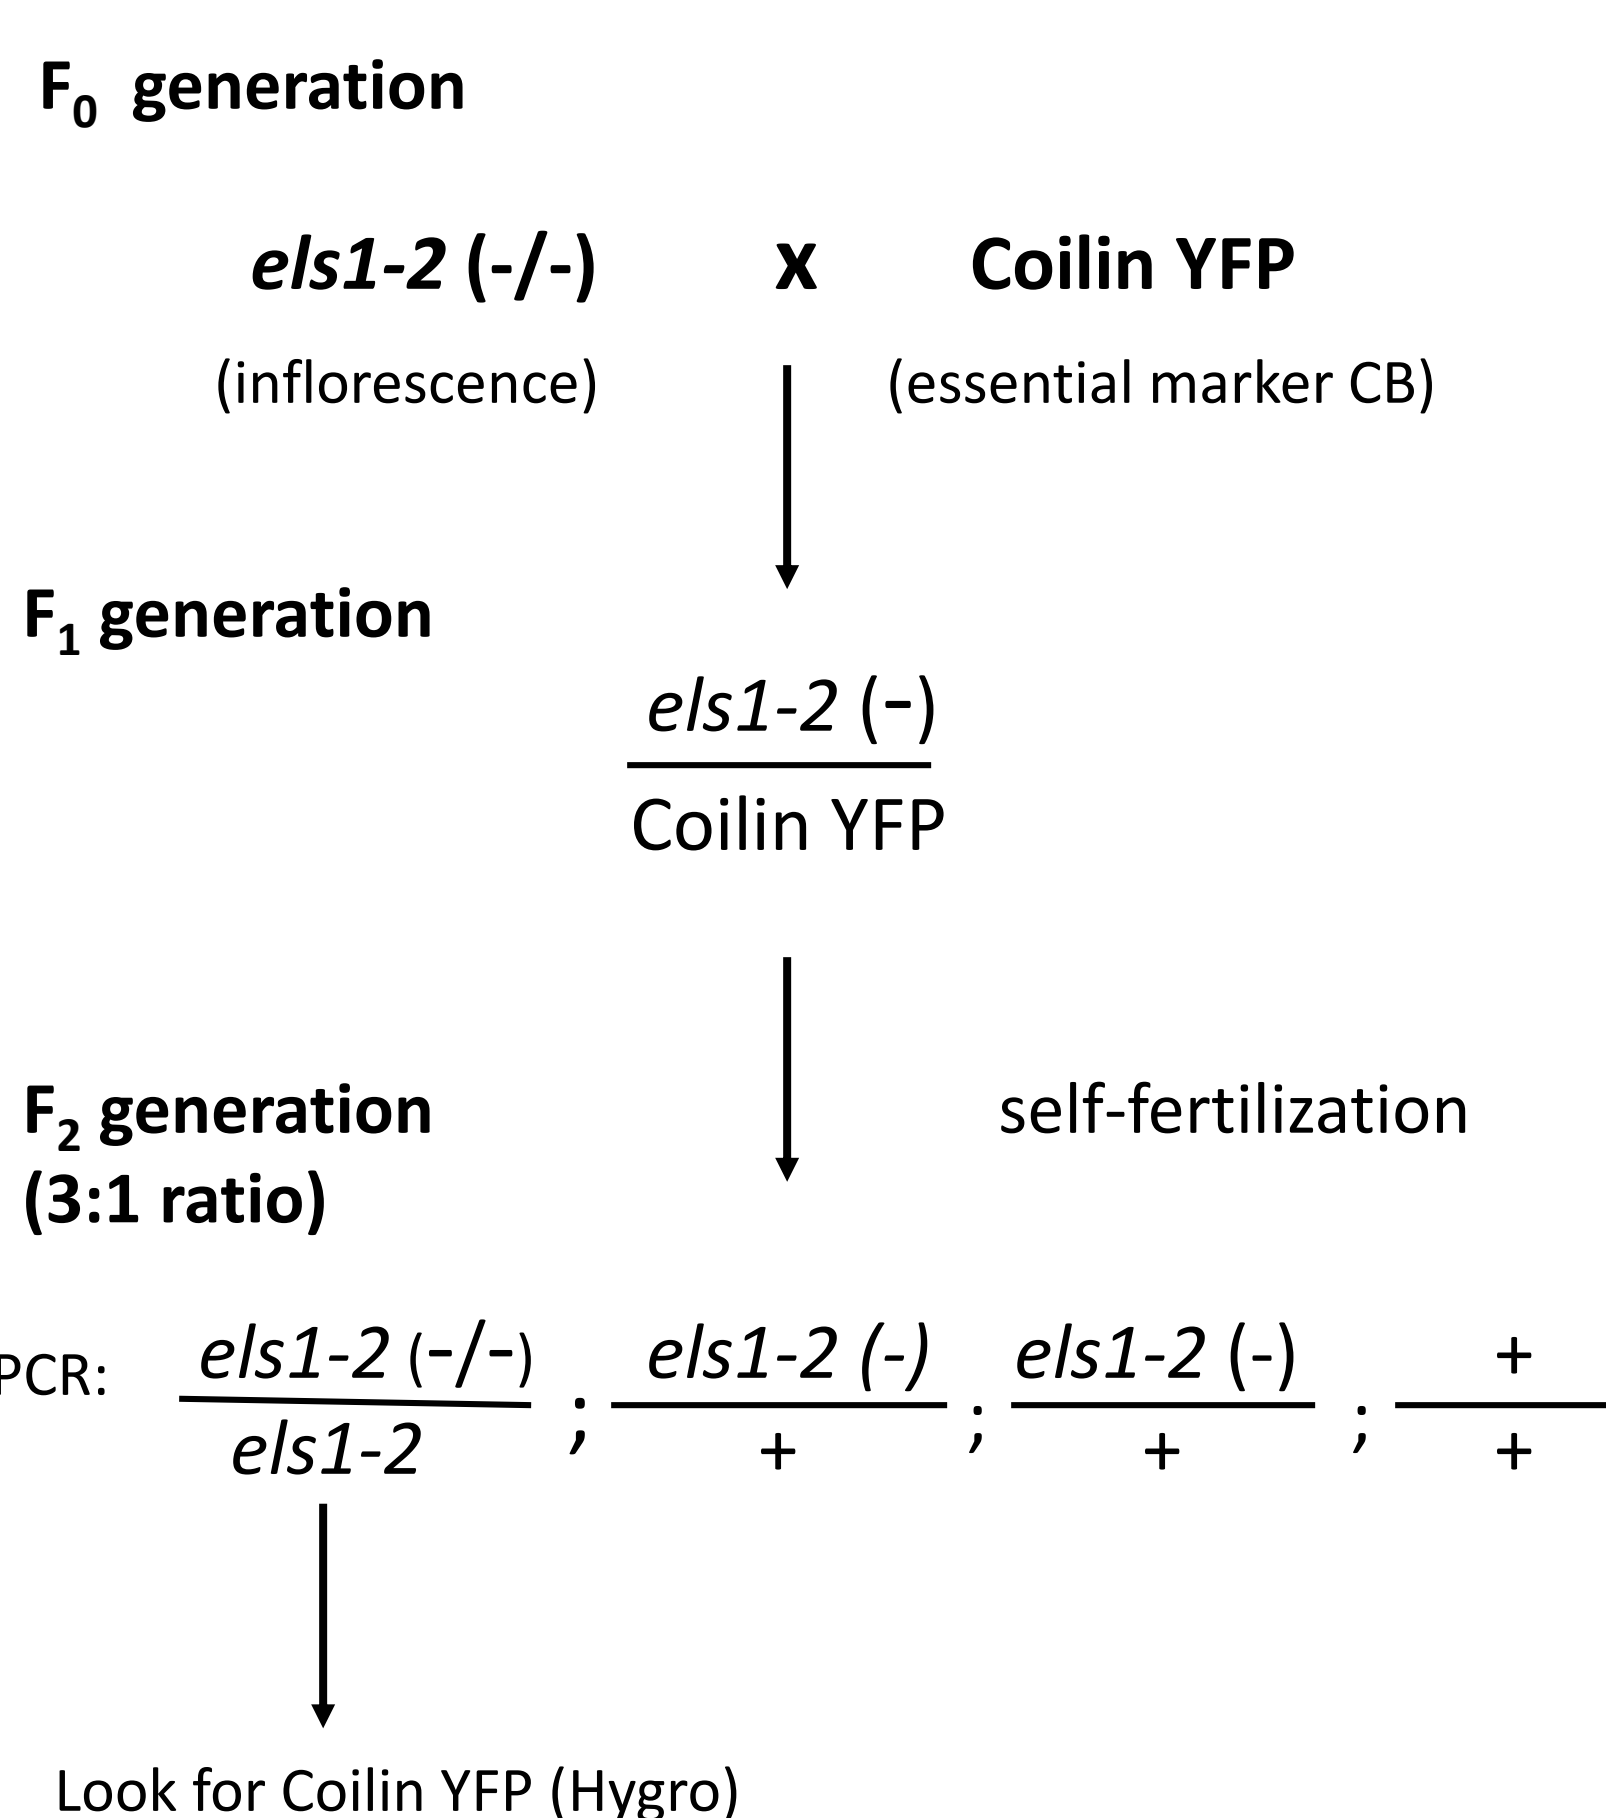 F0 generation
els1-2 (-/-) x Coilin YFP
(inflorescence) (essential marker CB)
F1 generation
els1-2 (-)
Coilin YFP
F2 generation self-fertilization
(3:1 ratio)
PCR: els1-2 (-/-) ; els1-2 (-) ; els1-2 (-) ; +
els1-2 + + +
Look for Coilin YFP (Hygro)